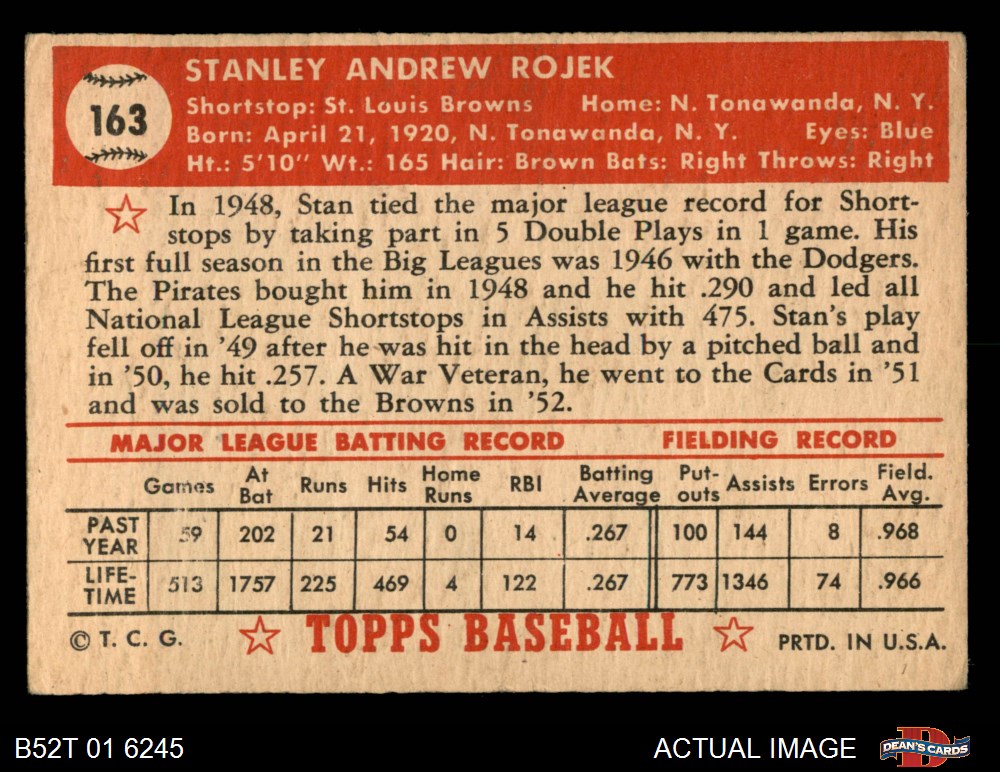 163
STANLEY ANDREW ROJEK
Shortstop: St. Louis Browns Home: N. Tonawanda, N. Y.
Born: April 21, 1920, N. Tonawanda, N. Y. Eyes: Blue
Ht.: 5'10" Wt.: 165 Hair: Brown Bats: Right Throws: Right
In 1948, Stan tied the major league record for Short-
stops by taking part in 5 Double Plays in 1 game. His
first full season in the Big Leagues was 1946 with the Dodgers.
The Pirates bought him in 1948 and he hit .290 and led all
National League Shortstops in Assists with 475. Stan's play
fell off in '49 after he was hit in the head by a pitched ball and
in '50, he hit .257. A War Veteran, he went to the Cards in '51
and was sold to the Browns in '52.
MAJOR LEAGUE BATTING RECORD FIELDING RECORD
Games At Bat Runs Hits Home Runs RBI Batting Average Put-outs Assists Errors Field. Avg.
PAST YEAR 59 202 21 54 0 14 .267 100 144 8 .968
LIFE-TIME 513 1757 225 469 4 122 .267 773 1346 74 .966
© T. C. G. TOPPS BASEBALL PRTD. IN U.S.A.
B52T 01 6245 ACTUAL IMAGE D DEAN'S CARDS